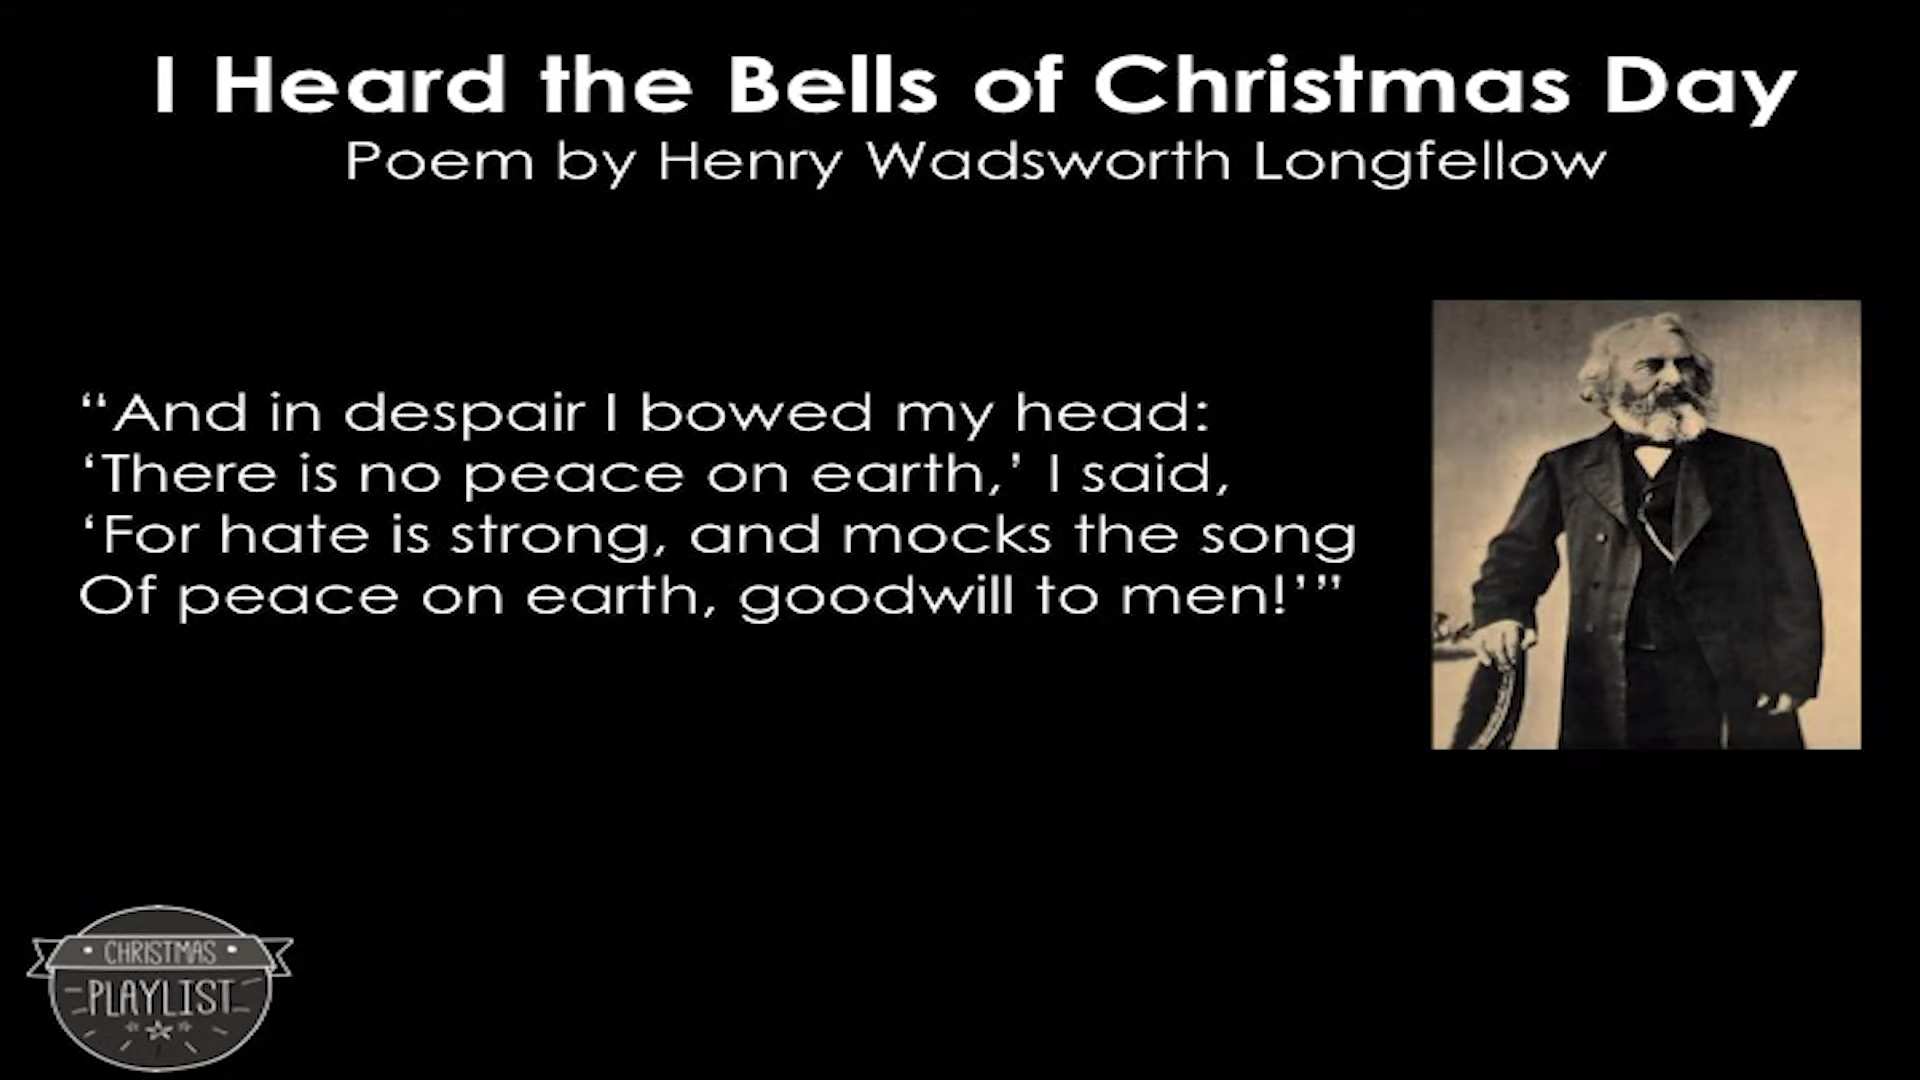 I Heard the Bells of Christmas Day
Poem by Henry Wadsworth Longfellow
“And in despair I bowed my head:
‘There is no peace on earth,’ I said,
‘For hate is strong, and mocks the song
Of peace on earth, goodwill to men!’”
• CHRISTMAS •
PLAYLIST